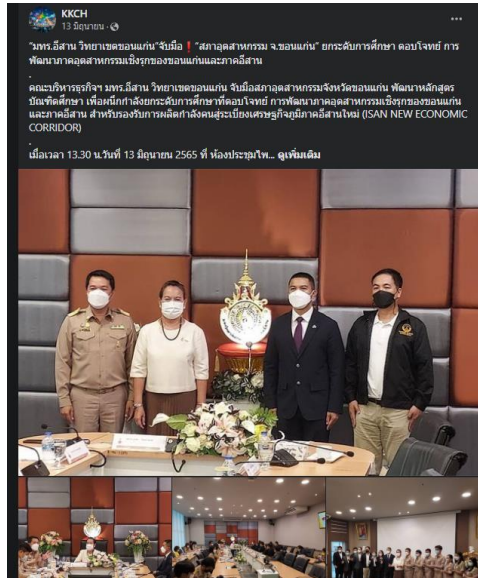 KKCH
13 มิถุนายน ·
"มทร.อีสาน วิทยาเขตขอนแก่น"จับมือ❗"สภาอุตสาหกรรม จ.ขอนแก่น" ยกระดับการศึกษา ตอบโจทย์ การ
พัฒนาภาคอุตสาหกรรมเชิงรุกของขอนแก่นและภาคอีสาน
.
คณะบริหารธุรกิจฯ มทร.อีสาน วิทยาเขตขอนแก่น จับมือสภาอุตสาหกรรมจังหวัดขอนแก่น พัฒนาหลักสูตร
บัณฑิตศึกษา เพื่อผนึกกำลังยกระดับการศึกษาที่ตอบโจทย์ การพัฒนาภาคอุตสาหกรรมเชิงรุกของขอนแก่น
และภาคอีสาน สำหรับรองรับการผลิตกำลังคนสู่ระเบียงเศรษฐกิจภูมิภาคอีสานใหม่ (ISAN NEW ECONOMIC
CORRIDOR)
.
เมื่อเวลา 13.30 น.วันที่ 13 มิถุนายน 2565 ที่ ห้องประชุมไพ... ดูเพิ่มเติม